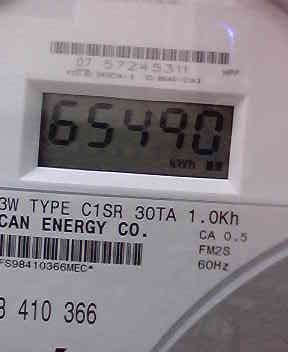 07 57245311
65490
kWh
3W TYPE C1SR 30TA 1.0Kh
CAN ENERGY CO.
CA 0.5
FM2S
FS98410366MEC*
60Hz
8 410 366